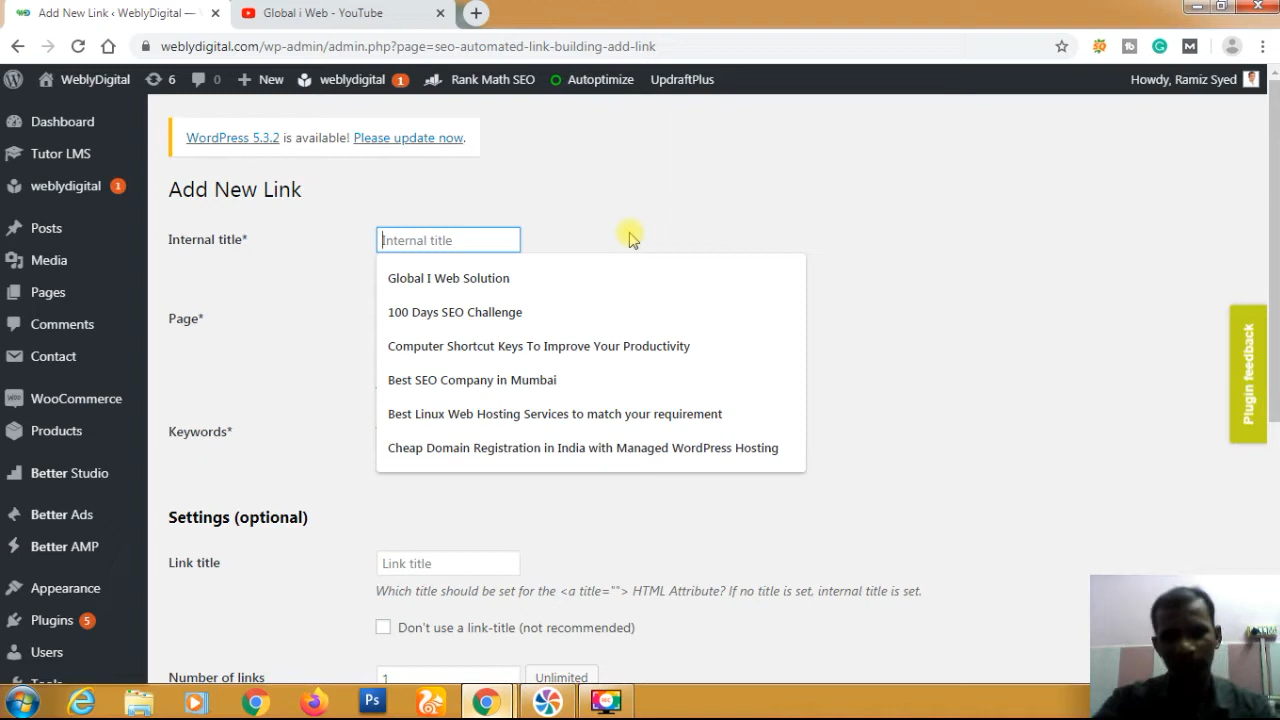 Add New Link ‹ WeblyDigital —
Global i Web - YouTube
weblydigital.com/wp-admin/admin.php?page=seo-automated-link-building-add-link
WeblyDigital 6 0 New weblydigital 1 Rank Math SEO Autoptimize UpdraftPlus Howdy, Ramiz Syed
Dashboard
Tutor LMS
weblydigital 1
Posts
Media
Pages
Comments
Contact
WooCommerce
Products
Better Studio
Better Ads
Better AMP
Appearance
Plugins 5
Users
WordPress 5.3.2 is available! Please update now.
Add New Link
Internal title*
Internal title
Global I Web Solution
100 Days SEO Challenge
Computer Shortcut Keys To Improve Your Productivity
Best SEO Company in Mumbai
Best Linux Web Hosting Services to match your requirement
Cheap Domain Registration in India with Managed WordPress Hosting
Page*
Keywords*
Settings (optional)
Link title
Link title
Which title should be set for the <a title=""> HTML Attribute? If no title is set, internal title is set.
Don't use a link-title (not recommended)
Number of links
1
Unlimited
Plugin feedback
Ps